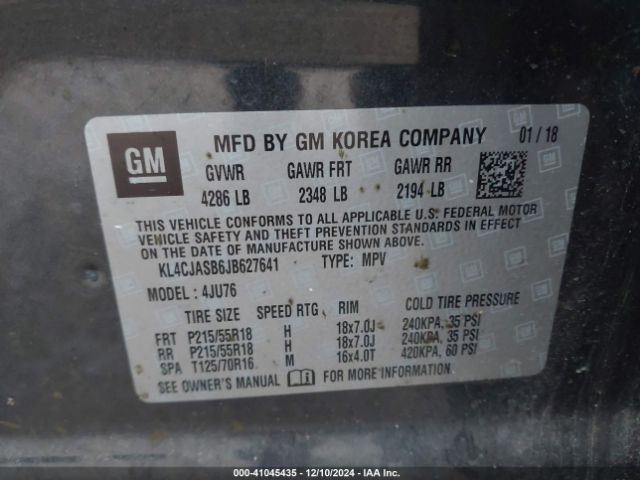 GM
MFD BY GM KOREA COMPANY 01 / 18
GVWR GAWR FRT GAWR RR
4286 LB 2348 LB 2194 LB
THIS VEHICLE CONFORMS TO ALL APPLICABLE U.S. FEDERAL MOTOR
VEHICLE SAFETY AND THEFT PREVENTION STANDARDS IN EFFECT
ON THE DATE OF MANUFACTURE SHOWN ABOVE.
KL4CJASB6JB627641 TYPE: MPV
MODEL: 4JU76
TIRE SIZE SPEED RTG RIM COLD TIRE PRESSURE
FRT P215/55R18 H 18x7.0J 240KPA, 35 PSI
RR P215/55R18 H 18x7.0J 240KPA, 35 PSI
SPA T125/70R16 M 16x4.0T 420KPA, 60 PSI
SEE OWNER'S MANUAL FOR MORE INFORMATION.
000-41045435 - 12/10/2024 - IAA Inc.